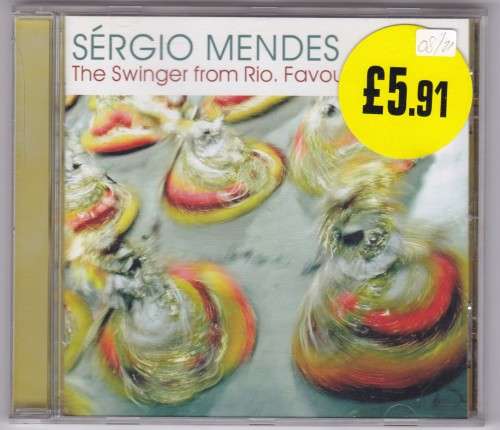 SÉRGIO MENDES
The Swinger from Rio. Favou
£5.91